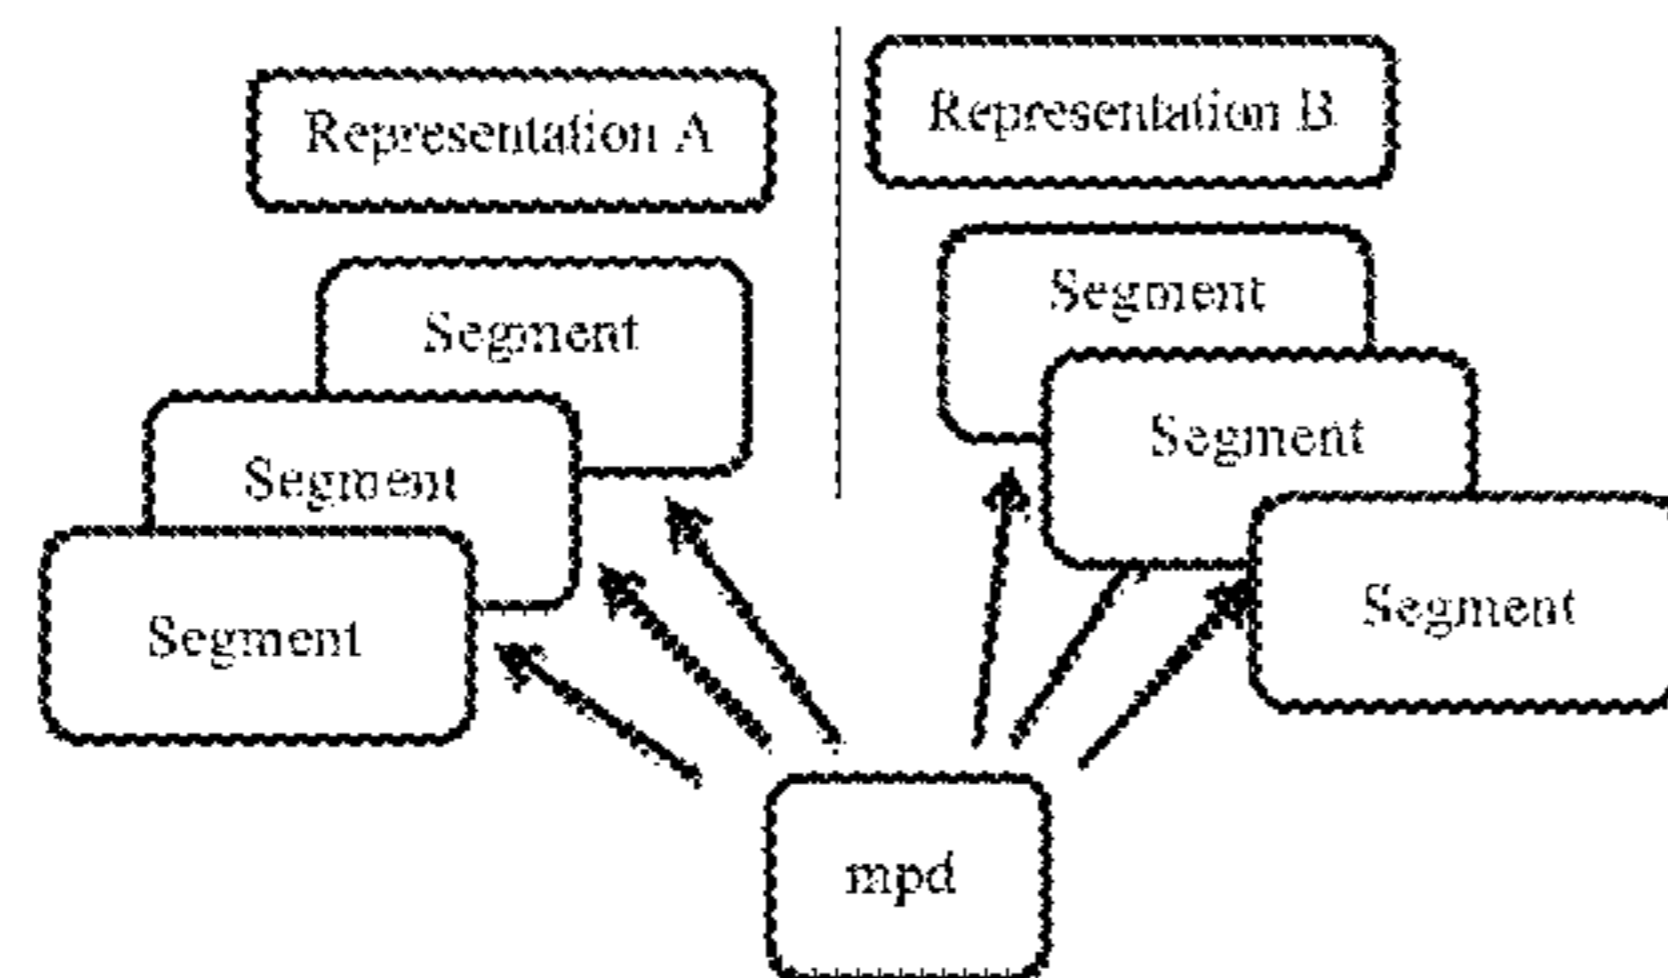 Representation A
Segment
Segment
Segment
Representation B
Segment
Segment
Segment
mpd